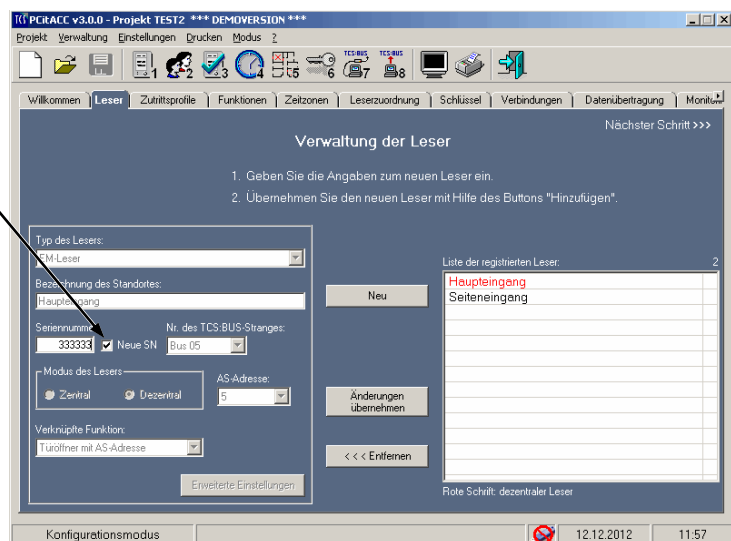 PCitACC v3.0.0 - Projekt TEST2 *** DEMOVERSION ***
Projekt Verwaltung Einstellungen Drucken Modus ?
1 2 3 4 5 6 TCS:BUS 7 TCS:BUS 8
Willkommen Leser Zutrittsprofile Funktionen Zeitzonen Leserzuordnung Schlüssel Verbindungen Datenübertragung Monitor
Nächster Schritt >>>
Verwaltung der Leser
1. Geben Sie die Angaben zum neuen Leser ein.
2. Übernehmen Sie den neuen Leser mit Hilfe des Buttons "Hinzufügen".
Typ des Lesers:
EM-Leser
Bezeichnung des Standortes:
Haupteingang
Seriennummer
Nr. des TCS:BUS-Stranges:
333333
Neue SN
Bus 05
Modus des Lesers
Zentral
Dezentral
AS-Adresse:
5
Verknüpfte Funktion:
Türöffner mit AS-Adresse
Erweiterte Einstellungen
Neu
Änderungen
übernehmen
< < < Entfernen
Liste der registrierten Leser:
2
Haupteingang
Seiteneingang
Rote Schrift: dezentraler Leser
Konfigurationsmodus
12.12.2012
11:57